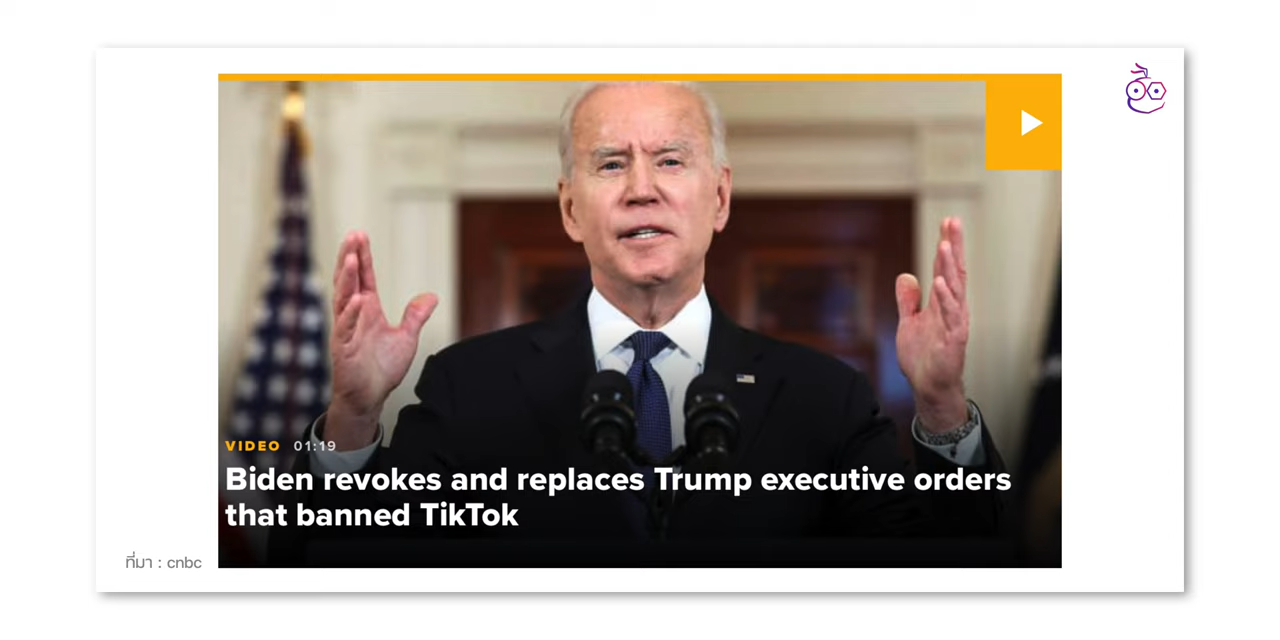 VIDEO 01:19
Biden revokes and replaces Trump executive orders
that banned TikTok
ที่มา : cnbc